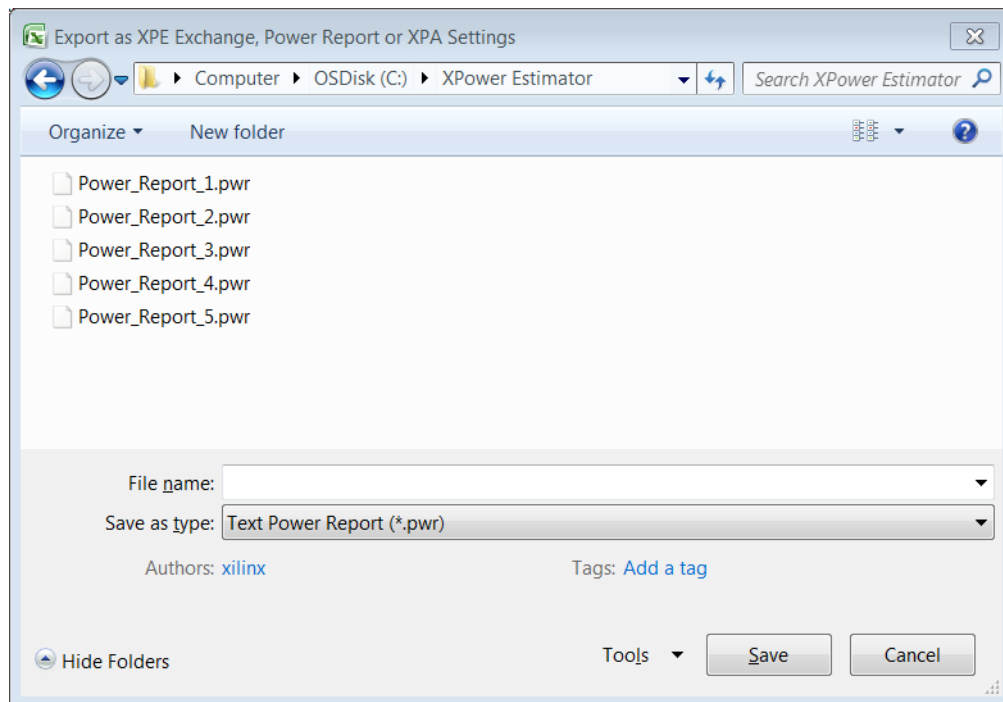 Export as XPE Exchange, Power Report or XPA Settings
Computer OSDisk (C:) XPower Estimator Search XPower Estimator
Organize New folder
Power_Report_1.pwr
Power_Report_2.pwr
Power_Report_3.pwr
Power_Report_4.pwr
Power_Report_5.pwr
File name:
Save as type: Text Power Report (*.pwr)
Authors: xilinx Tags: Add a tag
Hide Folders Tools Save Cancel